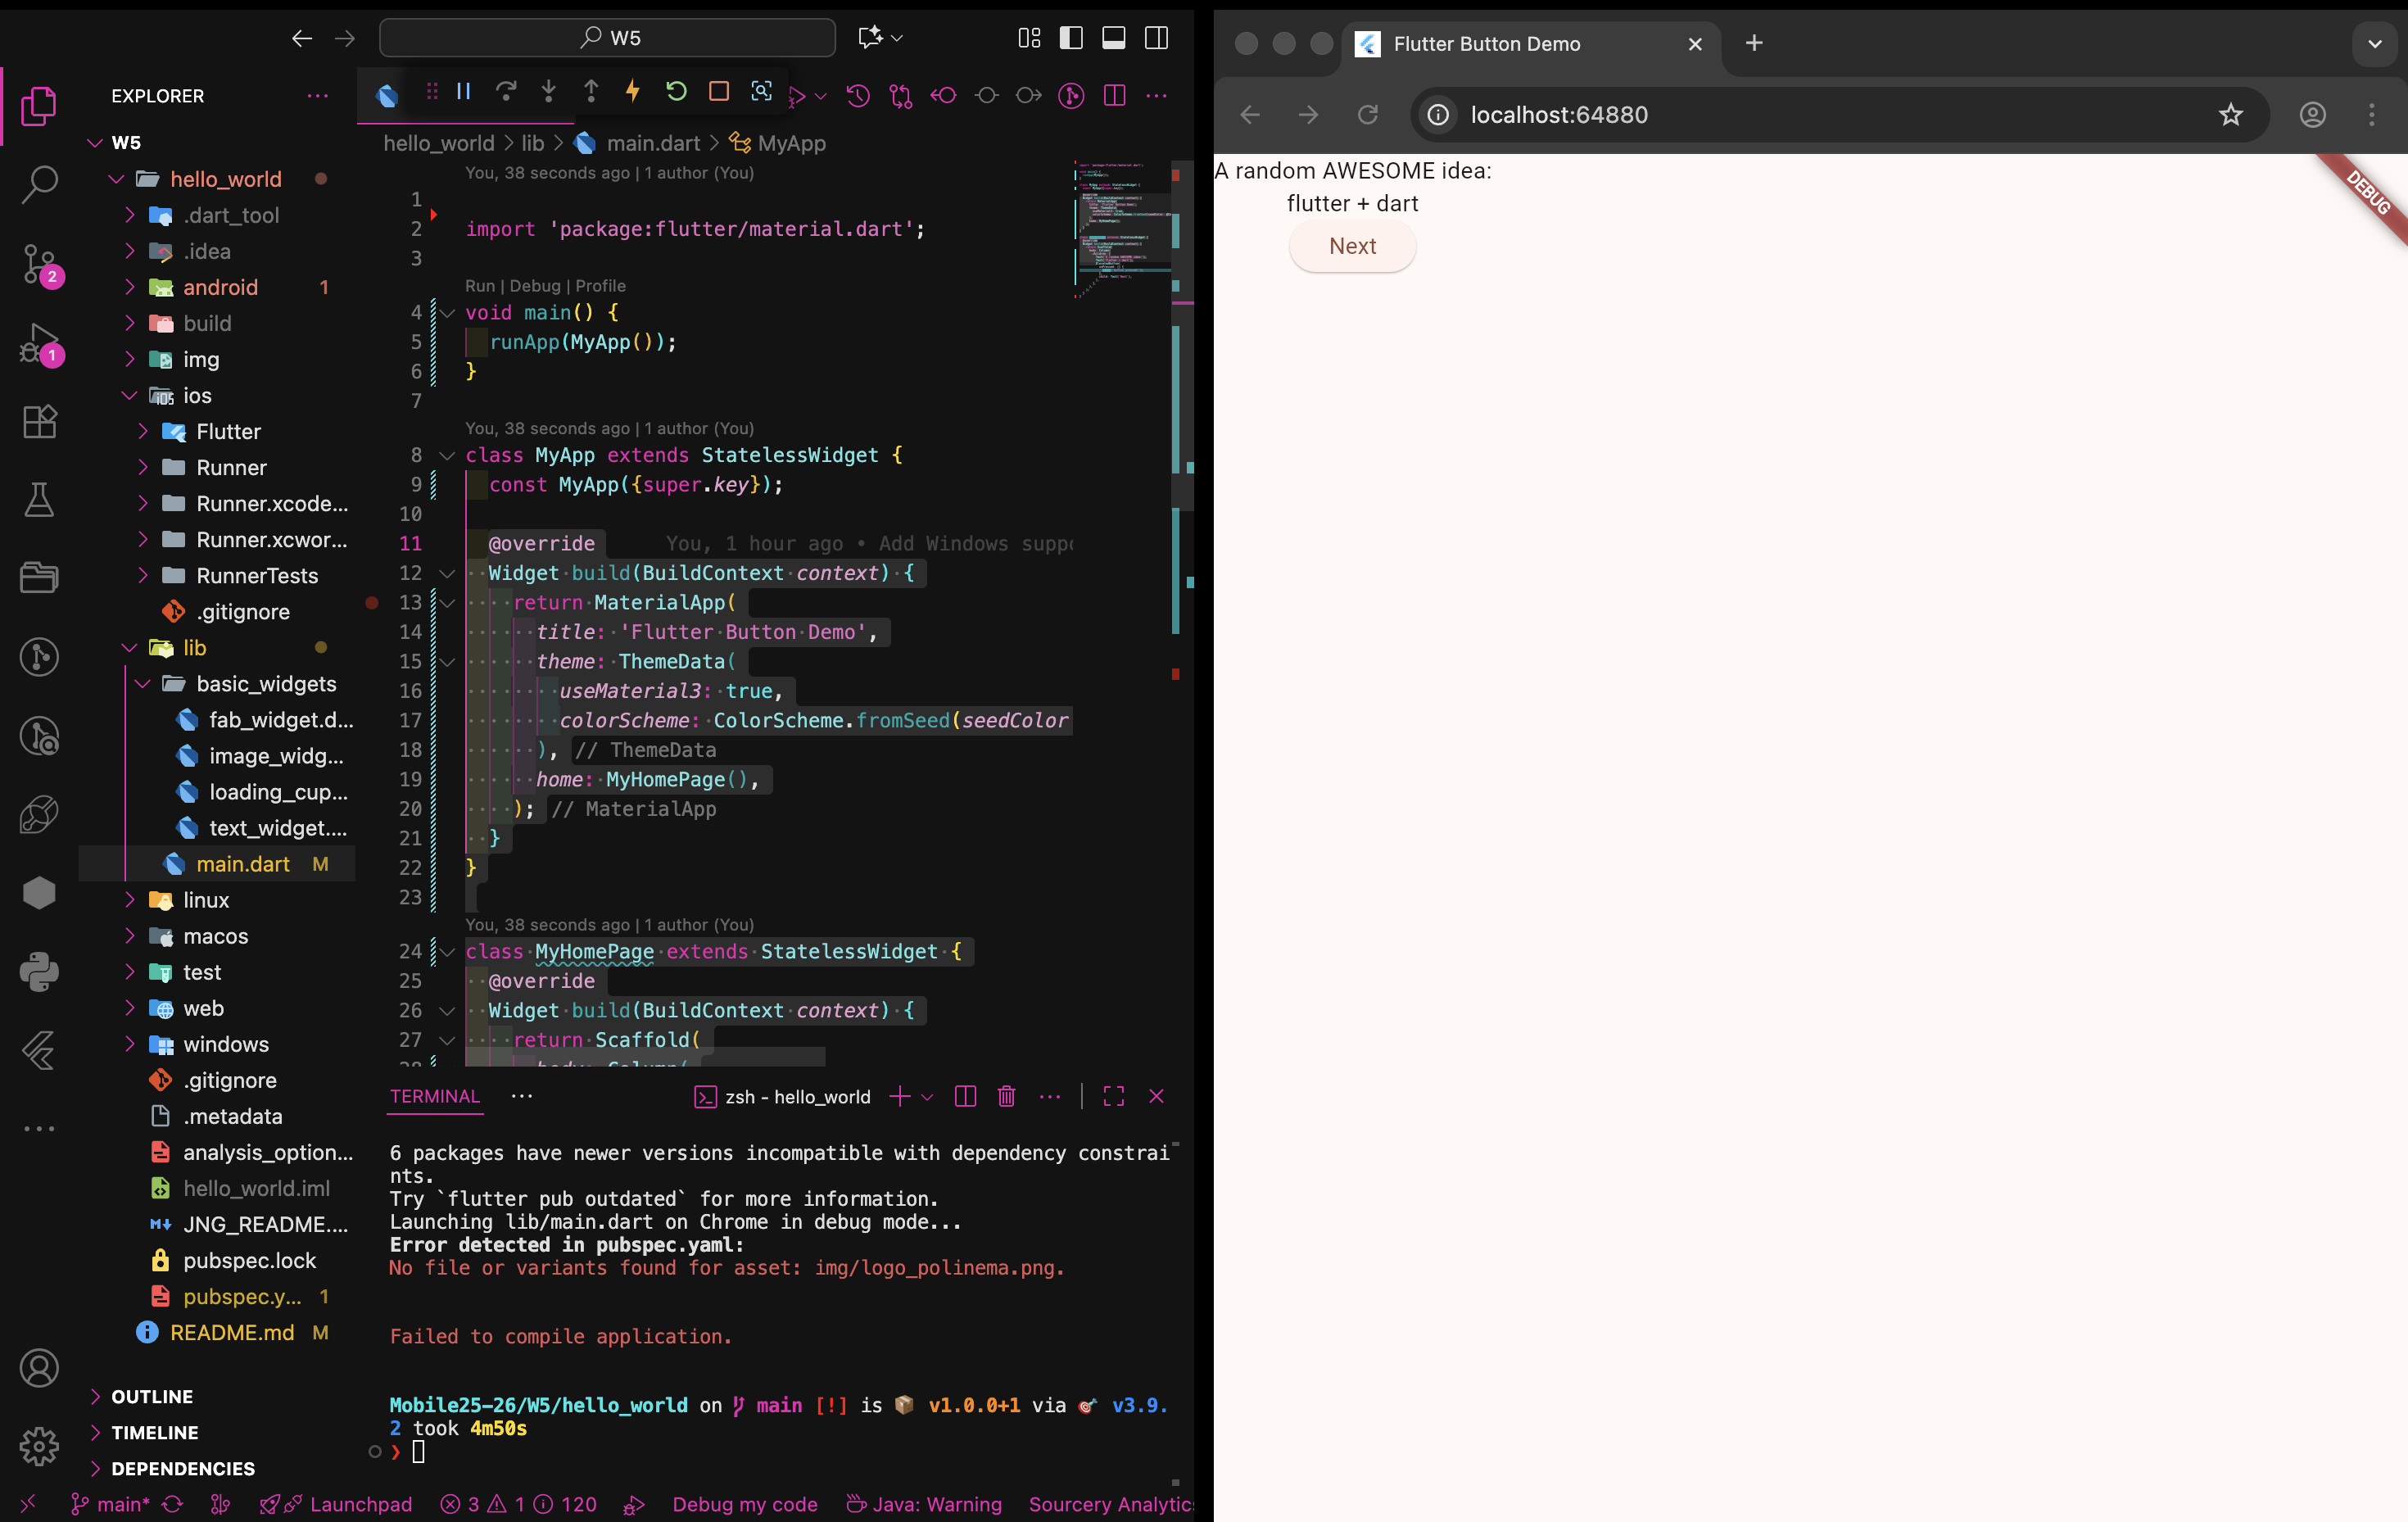 W5
EXPLORER
W5
hello_world
.dart_tool
.idea
android 1
build
img
ios
Flutter
Runner
Runner.xcode...
Runner.xcwor...
RunnerTests
.gitignore
lib
basic_widgets
fab_widget.d...
image_widg...
loading_cup...
text_widget....
main.dart M
linux
macos
test
web
windows
.gitignore
.metadata
analysis_option...
hello_world.iml
JNG_README....
pubspec.lock
pubspec.y... 1
README.md M
OUTLINE
TIMELINE
DEPENDENCIES
2
1
hello_world > lib > main.dart > MyApp
You, 38 seconds ago | 1 author (You)
1
2 import 'package:flutter/material.dart';
3
Run | Debug | Profile
4 void main() {
5 runApp(MyApp());
6 }
7
You, 38 seconds ago | 1 author (You)
8 class MyApp extends StatelessWidget {
9 const MyApp({super.key});
10
11 @override You, 1 hour ago • Add Windows suppo
12 Widget build(BuildContext context) {
13 return MaterialApp(
14 title: 'Flutter Button Demo',
15 theme: ThemeData(
16 useMaterial3: true,
17 colorScheme: ColorScheme.fromSeed(seedColor
18 ), // ThemeData
19 home: MyHomePage(),
20 ); // MaterialApp
21 }
22 }
23
You, 38 seconds ago | 1 author (You)
24 class MyHomePage extends StatelessWidget {
25 @override
26 Widget build(BuildContext context) {
27 return Scaffold(
28 body: Column(
TERMINAL
zsh - hello_world
6 packages have newer versions incompatible with dependency constrai
nts.
Try `flutter pub outdated` for more information.
Launching lib/main.dart on Chrome in debug mode...
Error detected in pubspec.yaml:
No file or variants found for asset: img/logo_polinema.png.
Failed to compile application.
Mobile25-26/W5/hello_world on main [!] is v1.0.0+1 via v3.9.
2 took 4m50s
❯
main* Launchpad 3 1 120 Debug my code Java: Warning Sourcery Analytics
Flutter Button Demo
localhost:64880
A random AWESOME idea:
flutter + dart
Next
DEBUG